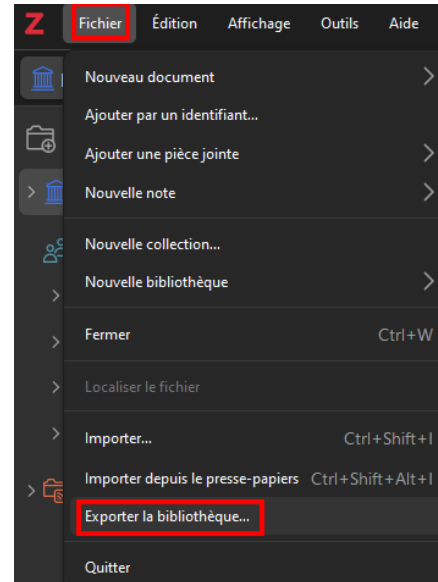 Z Fichier Édition Affichage Outils Aide
Nouveau document
Ajouter par un identifiant...
Ajouter une pièce jointe
Nouvelle note
Nouvelle collection...
Nouvelle bibliothèque
Fermer Ctrl+W
Localiser le fichier
Importer... Ctrl+Shift+I
Importer depuis le presse-papiers Ctrl+Shift+Alt+I
Exporter la bibliothèque...
Quitter